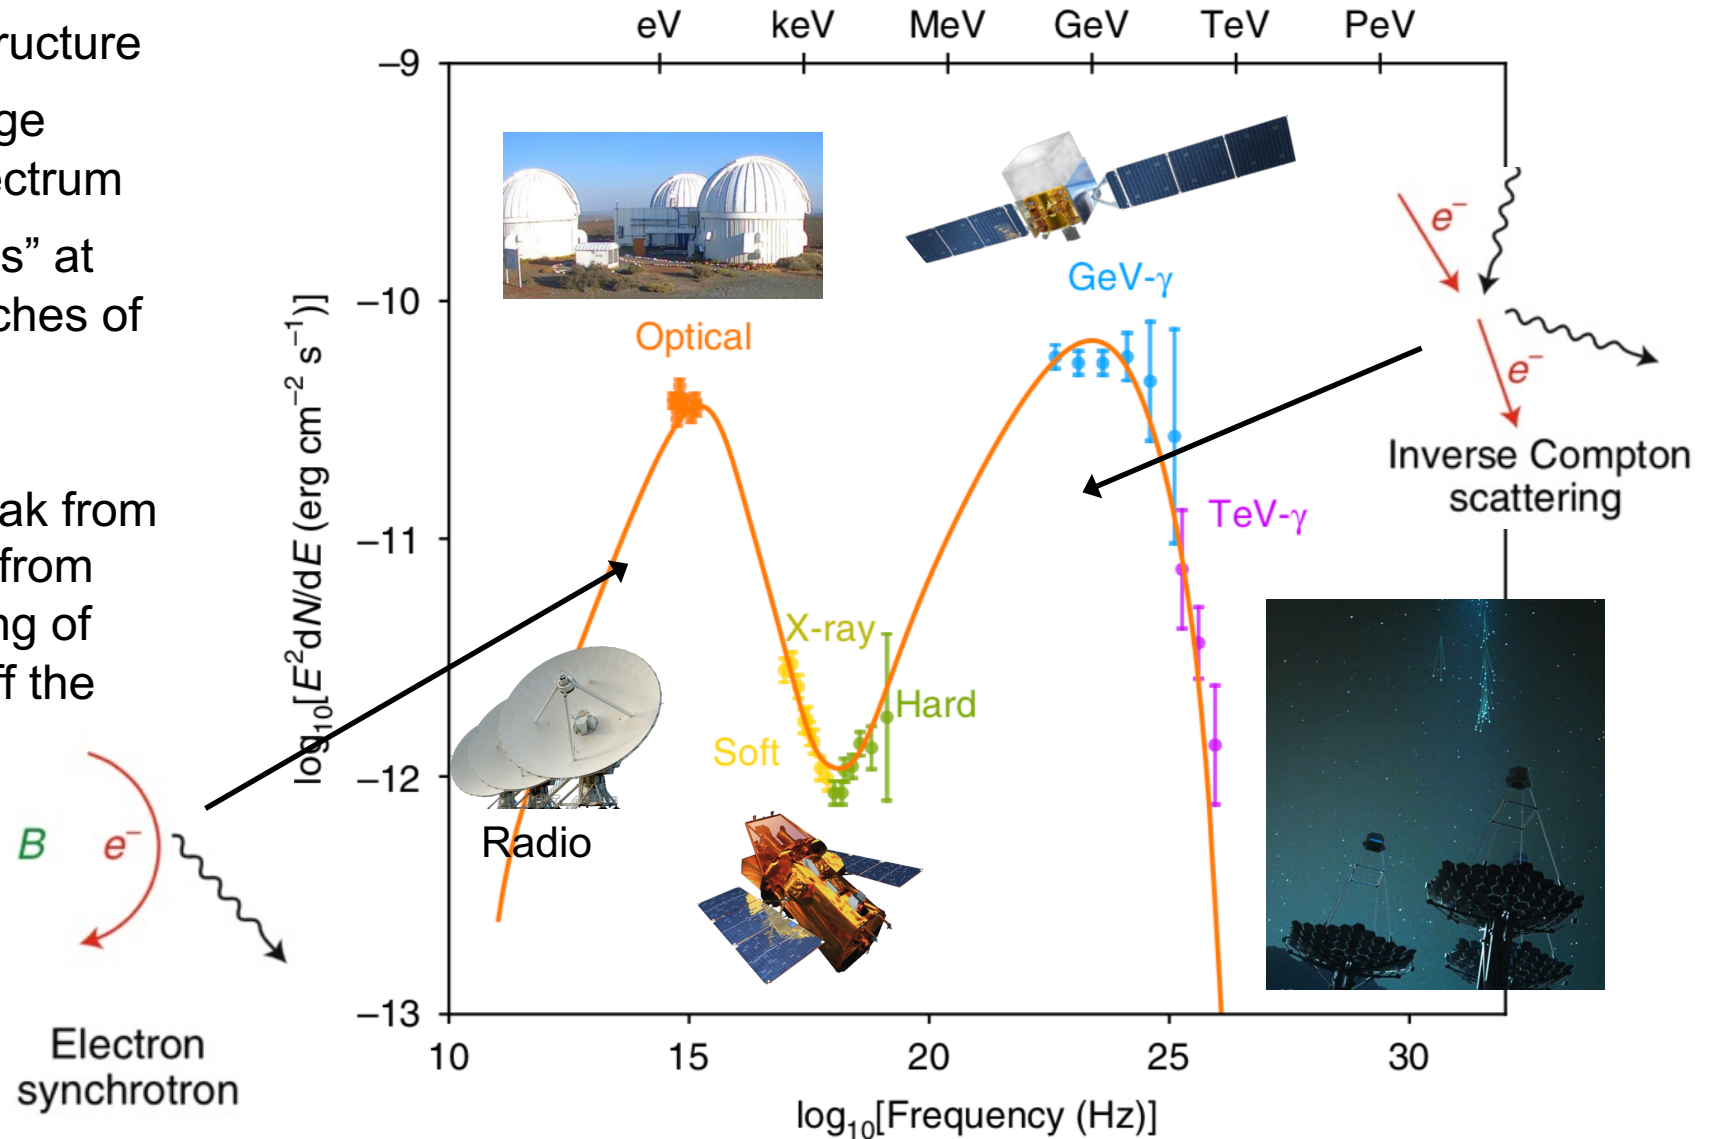 ructure
ge
ectrum
s” at
ches of
ak from
from
ng of
ff the
B e⁻
Electron
synchrotron
eV keV MeV GeV TeV PeV
−9
−10
−11
−12
−13
log₁₀[E²dN/dE (erg cm⁻² s⁻¹)]
Optical
GeV-γ
TeV-γ
X-ray
Hard
Soft
Radio
10 15 20 25 30
log₁₀[Frequency (Hz)]
e⁻
e⁻
Inverse Compton
scattering